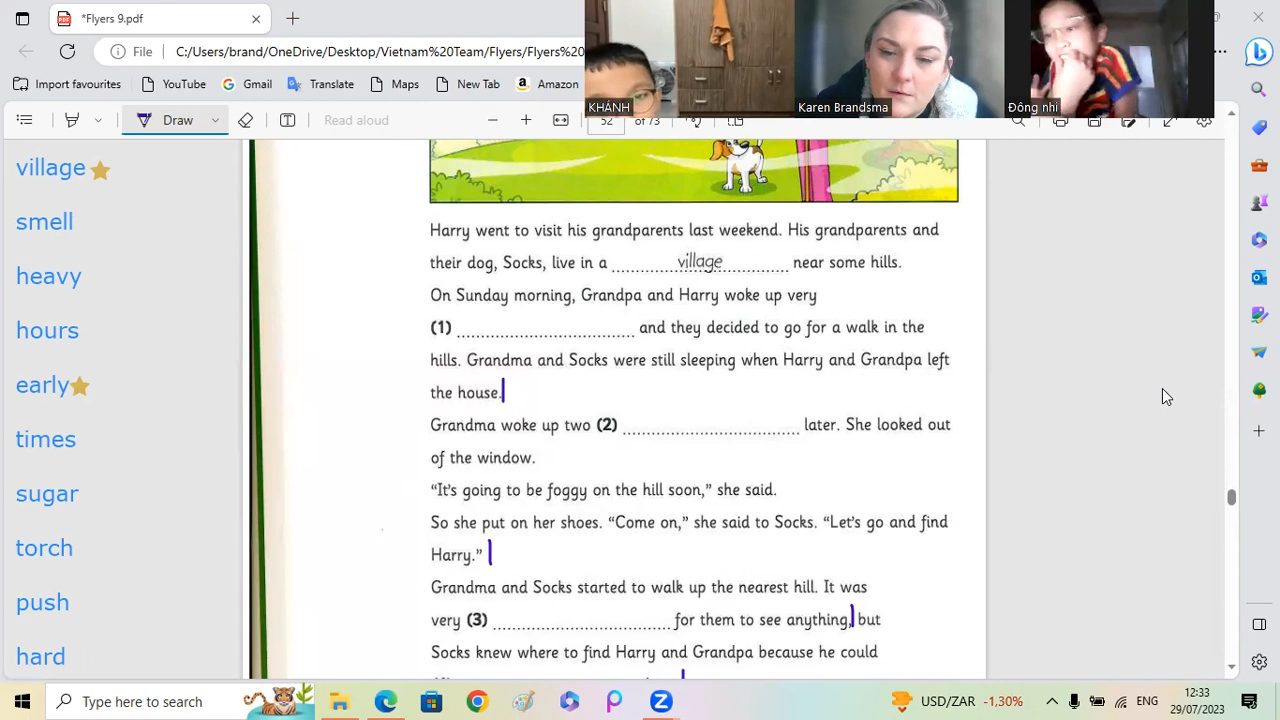 *Flyers 9.pdf
File
C:/Users/brand/OneDrive/Desktop/Vietnam%20Team/Flyers/Flyers%
Import favourites
YouTube
Gmail
Translate
Maps
New Tab
Amazon
KHÁNH
Karen Brandsma
Đông nhi
Draw
Read aloud
52
of 73
village
smell
heavy
hours
early
times
sugar
torch
push
hard
Harry went to visit his grandparents last weekend. His grandparents and
their dog, Socks, live in a village near some hills.
On Sunday morning, Grandpa and Harry woke up very
(1) and they decided to go for a walk in the
hills. Grandma and Socks were still sleeping when Harry and Grandpa left
the house.
Grandma woke up two (2) later. She looked out
of the window.
“It’s going to be foggy on the hill soon,” she said.
So she put on her shoes. “Come on,” she said to Socks. “Let’s go and find
Harry.”
Grandma and Socks started to walk up the nearest hill. It was
very (3) for them to see anything, but
Socks knew where to find Harry and Grandpa because he could
Type here to search
USD/ZAR
-1,30%
ENG
12:33
29/07/2023